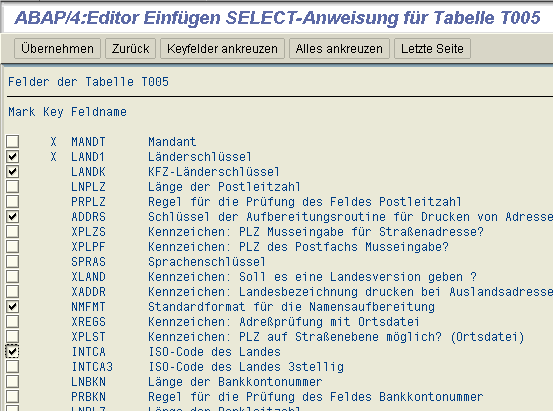 ABAP/4:Editor Einfügen SELECT-Anweisung für Tabelle T005
Übernehmen Zurück Keyfelder ankreuzen Alles ankreuzen Letzte Seite
Felder der Tabelle T005
Mark Key Feldname
X MANDT Mandant
X LAND1 Länderschlüssel
LANDK KFZ-Länderschlüssel
LNPLZ Länge der Postleitzahl
PRPLZ Regel für die Prüfung des Feldes Postleitzahl
ADDRS Schlüssel der Aufbereitungsroutine für Drucken von Adresse
XPLZS Kennzeichen: PLZ Musseingabe für Straßenadresse?
XPLPF Kennzeichen: PLZ des Postfachs Musseingabe?
SPRAS Sprachenschlüssel
XLAND Kennzeichen: Soll es eine Landesversion geben ?
XADDR Kennzeichen: Landesbezeichnung drucken bei Auslandsadresse
NMFMT Standardformat für die Namensaufbereitung
XREGS Kennzeichen: Adreßprüfung mit Ortsdatei
XPLST Kennzeichen: PLZ auf Straßenebene möglich? (Ortsdatei)
INTCA ISO-Code des Landes
INTCA3 ISO-Code des Landes 3stellig
LNBKN Länge der Bankkontonummer
PRBKN Regel für die Prüfung des Feldes Bankkontonummer
LNBLZ Länge der Bankleitzahl